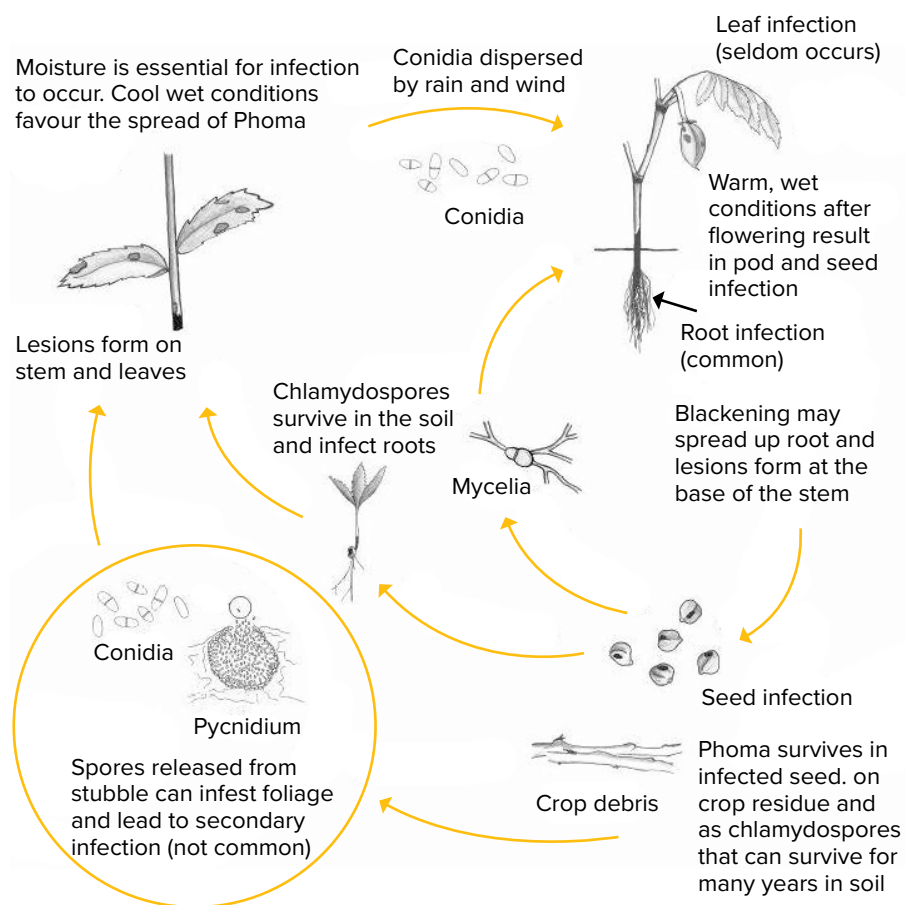 Moisture is essential for infection
to occur. Cool wet conditions
favour the spread of Phoma
Conidia dispersed
by rain and wind
Conidia
Leaf infection
(seldom occurs)
Warm, wet
conditions after
flowering result
in pod and seed
infection
Root infection
(common)
Lesions form on
stem and leaves
Chlamydospores
survive in the soil
and infect roots
Mycelia
Blackening may
spread up root and
lesions form at the
base of the stem
Conidia
Pycnidium
Spores released from
stubble can infest foliage
and lead to secondary
infection (not common)
Seed infection
Crop debris
Phoma survives in
infected seed. on
crop residue and
as chlamydospores
that can survive for
many years in soil